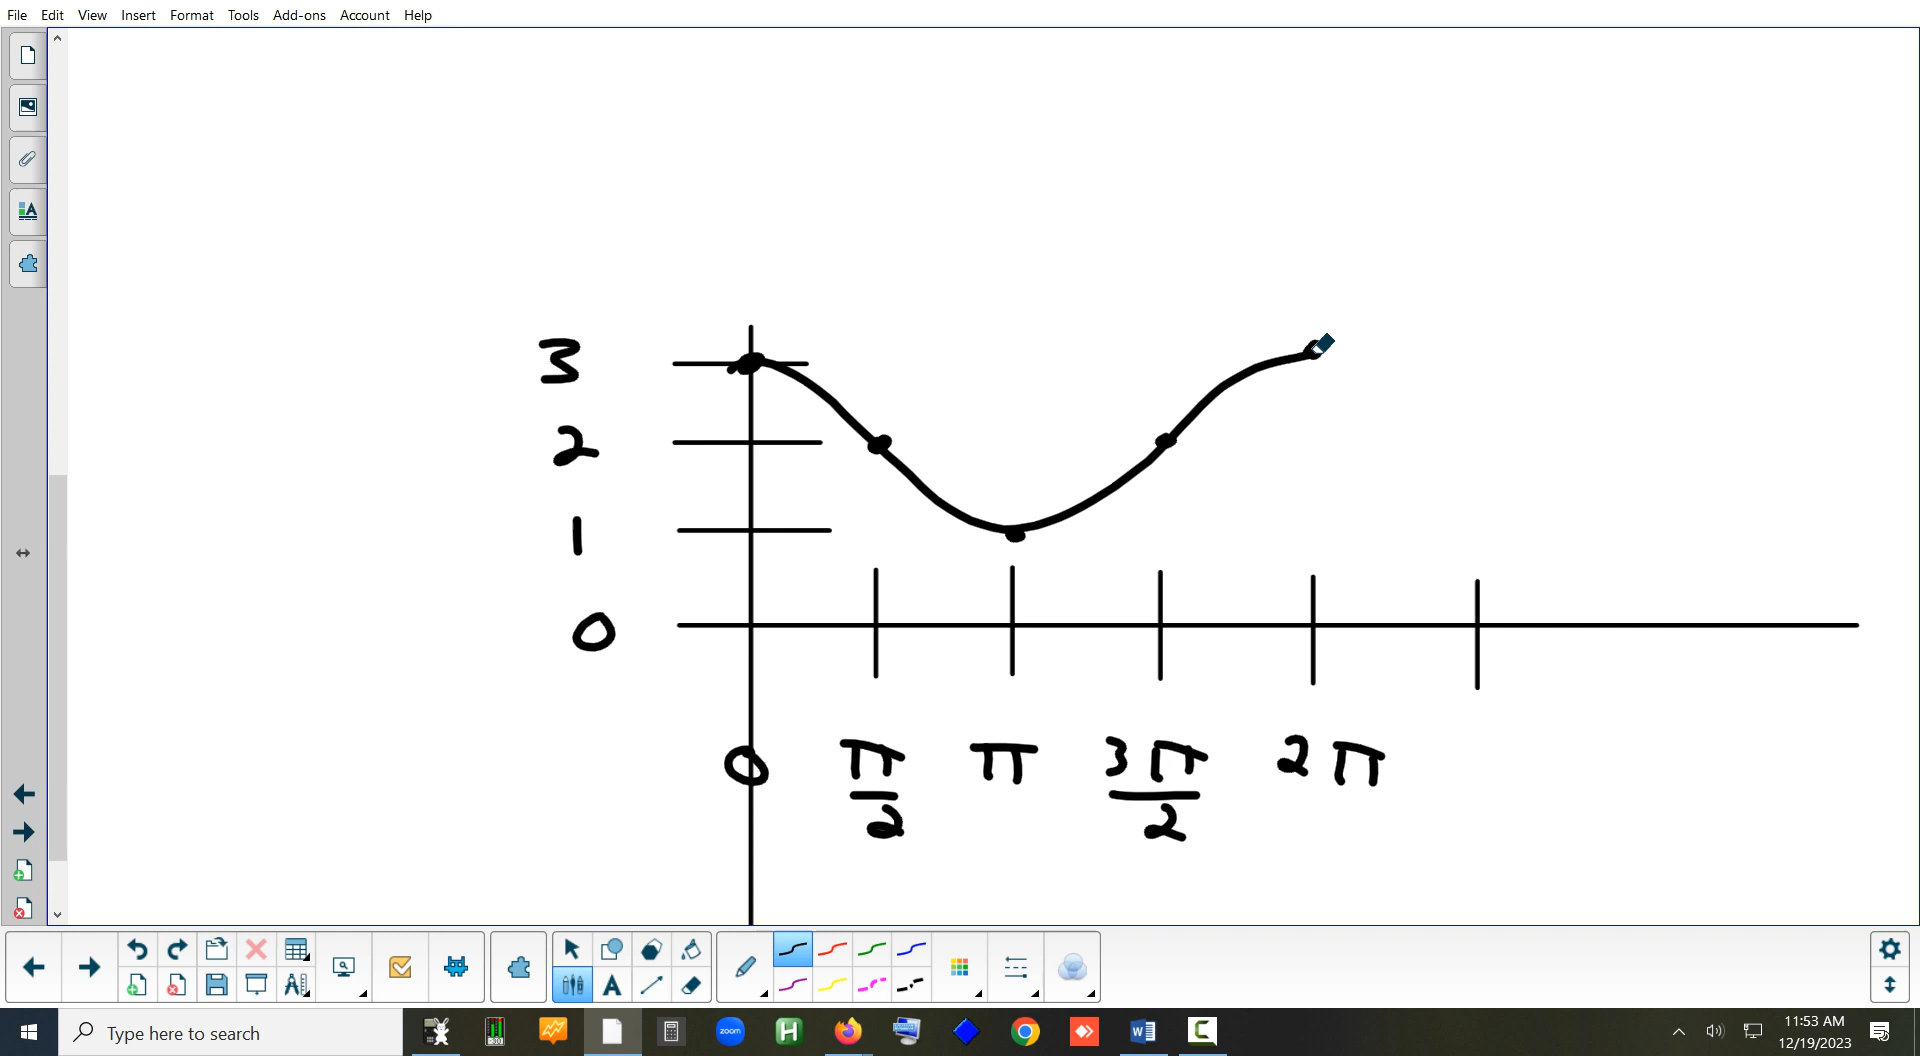 File Edit View Insert Format Tools Add-ons Account Help
3
2
1
0
0 π/2 π 3π/2 2π
Type here to search
zoom
H
11:53 AM
12/19/2023